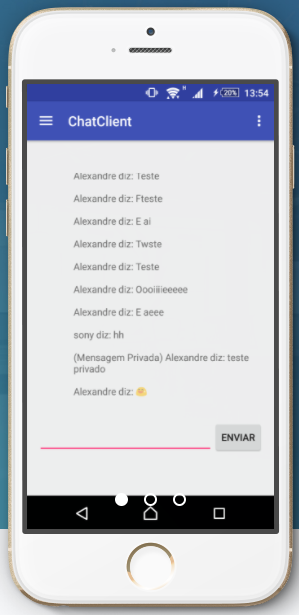 20% 13:54
ChatClient
Alexandre diz: Teste
Alexandre diz: Fteste
Alexandre diz: E ai
Alexandre diz: Twste
Alexandre diz: Teste
Alexandre diz: Oooiiiieeeee
Alexandre diz: E aeee
sony diz: hh
(Mensagem Privada) Alexandre diz: teste
privado
Alexandre diz: 🤗
ENVIAR